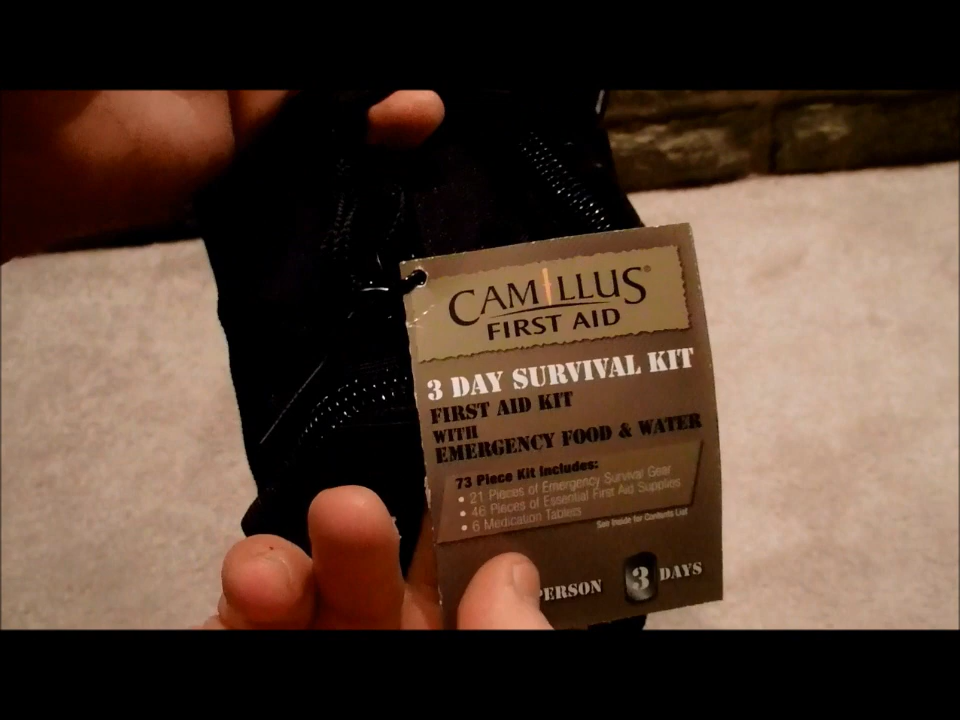 CAMILLUS®
FIRST AID
3 DAY SURVIVAL KIT
FIRST AID KIT
WITH
EMERGENCY FOOD & WATER
73 Piece Kit Includes:
• 21 Pieces of Emergency Survival Gear
• 46 Pieces of Essential First Aid Supplies
• 6 Medication Tablets
See Inside for Contents List
PERSON 3 DAYS